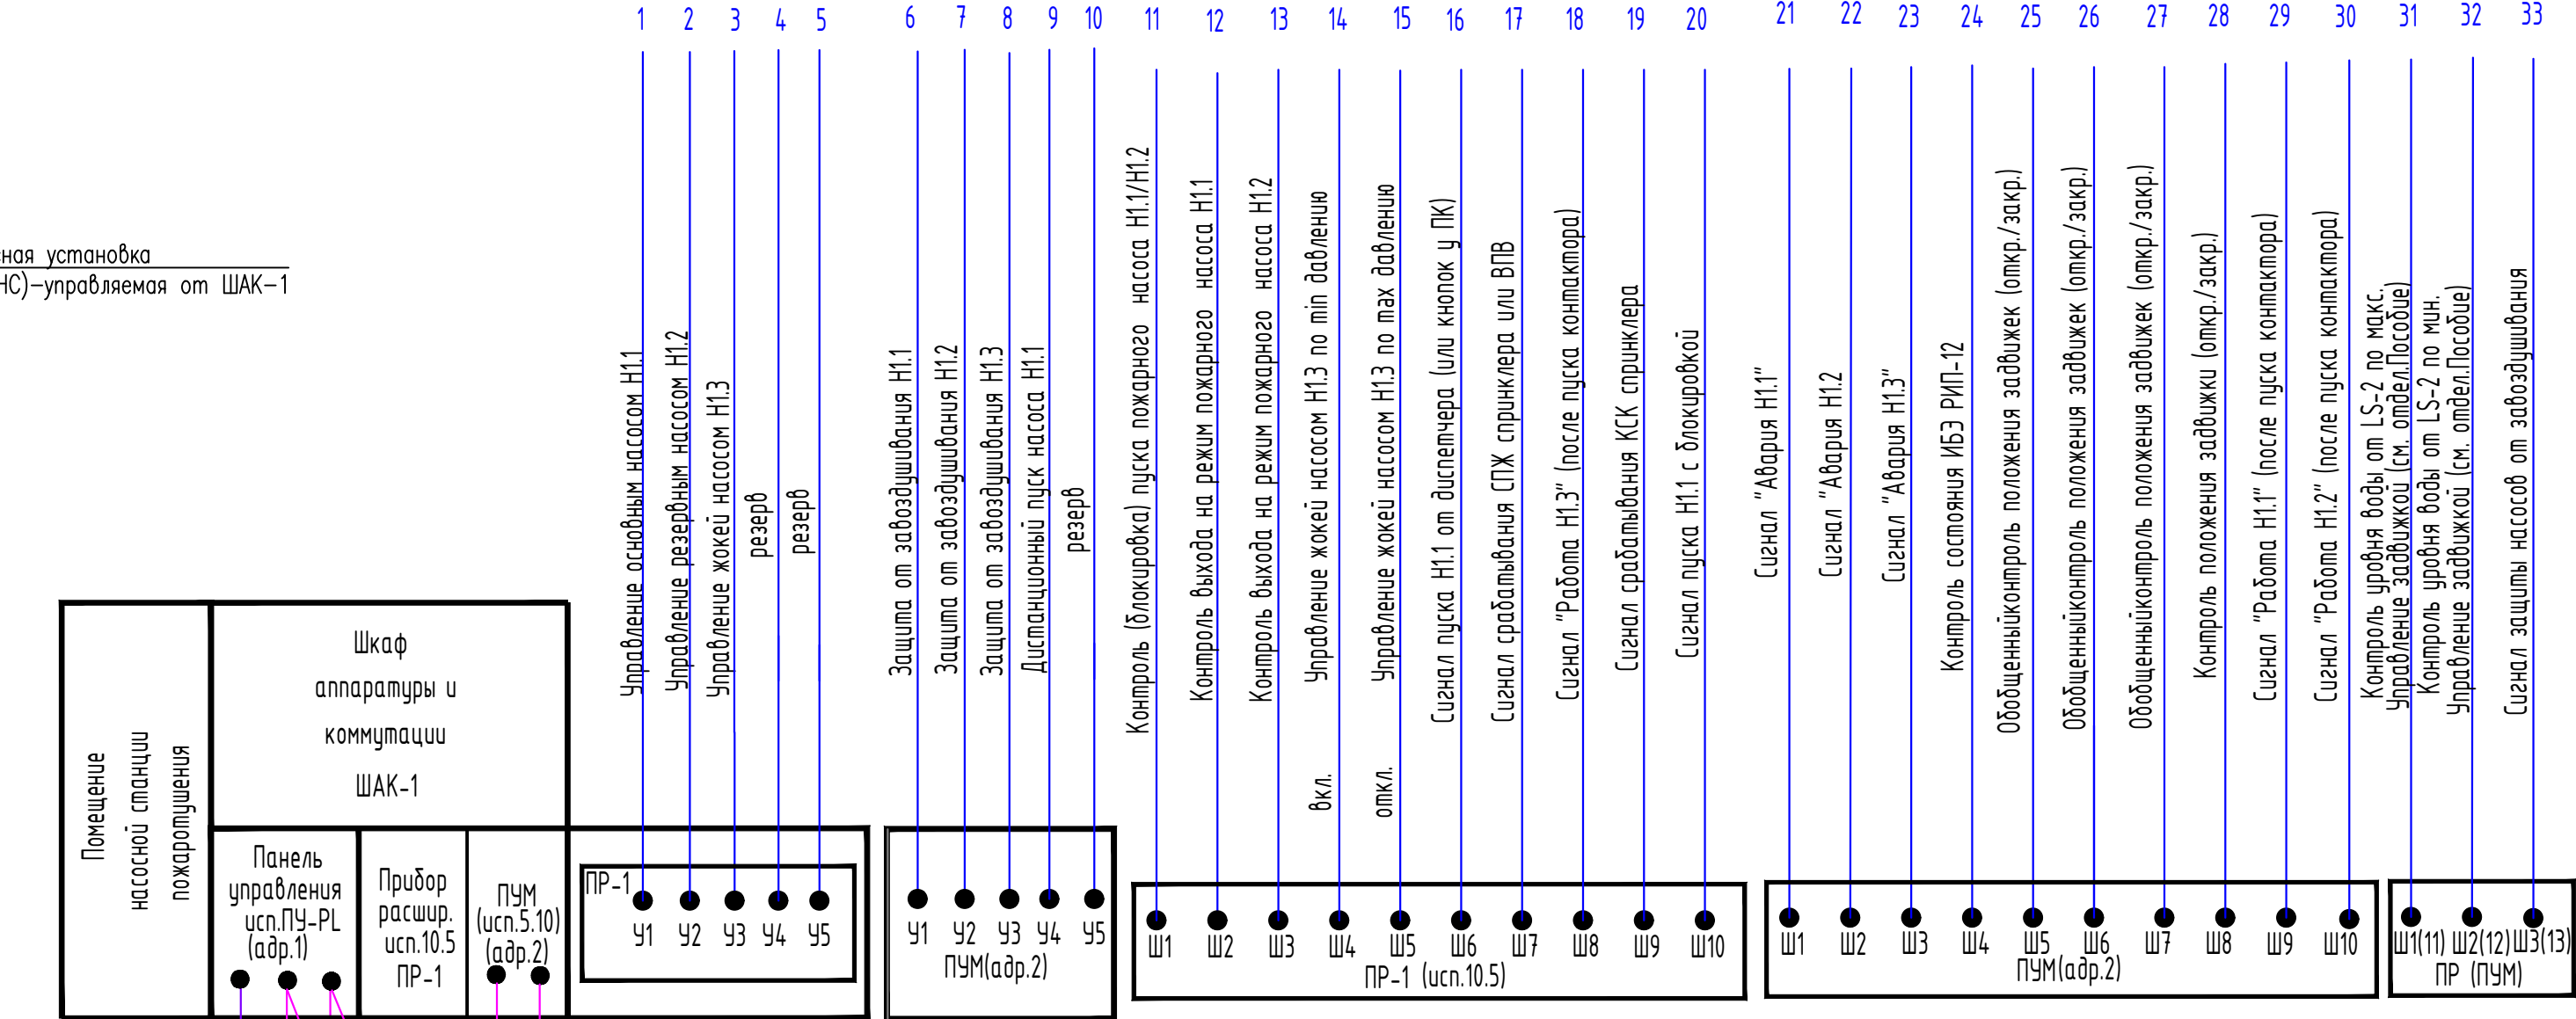 1 2 3 4 5 6 7 8 9 10 11 12 13 14 15 16 17 18 19 20 21 22 23 24 25 26 27 28 29 30 31 32 33
ная установка
НС)-управляемая от ШАК-1
Управление основным насосом Н1.1
Управление резервным насосом Н1.2
Управление жокей насосом Н1.3
резерв
резерв
Защита от завоздушивания Н1.1
Защита от завоздушивания Н1.2
Защита от завоздушивания Н1.3
Дистанционный пуск насоса Н1.1
резерв
Контроль (блокировка) пуска пожарного насоса Н1.1/Н1.2
Контроль выхода на режим пожарного насоса Н1.1
Контроль выхода на режим пожарного насоса Н1.2
вкл. Управление жокей насосом Н1.3 по min давлению
откл. Управление жокей насосом Н1.3 по max давлению
Сигнал пуска Н1.1 от диспетчера (или кнопок у ПК)
Сигнал срабатывания СПЖ спринклера или ВПВ
Сигнал "Работа Н1.3" (после пуска контактора)
Сигнал срабатывания КСК спринклера
Сигнал пуска Н1.1 с блокировкой
Сигнал "Авария Н1.1"
Сигнал "Авария Н1.2
Сигнал "Авария Н1.3"
Контроль состояния ИБЭ РИП-12
Обобщенныйконтроль положения задвижек (откр./закр.)
Обобщенныйконтроль положения задвижек (откр./закр.)
Обобщенныйконтроль положения задвижек (откр./закр.)
Контроль положения задвижки (откр./закр.)
Сигнал "Работа Н1.1" (после пуска контактора)
Сигнал "Работа Н1.2" (после пуска контактора)
Контроль уровня воды от LS-2 по макс.
Управление задвижкой (см. отдел.Пособие)
Контроль уровня воды от LS-2 по мин.
Управление задвижкой (см. отдел.Пособие)
Сигнал защиты насосов от завоздушивания
Помещение
насосной станции
пожаротушения
Шкаф
аппаратуры и
коммутации
ШАК-1
Панель
управления
исп.ПУ-PL
(адр.1)
Прибор
расшир.
исп.10.5
ПР-1
ПУМ
(исп.5.10)
(адр.2)
ПР-1
У1 У2 У3 У4 У5
У1 У2 У3 У4 У5
ПУМ(адр.2)
Ш1 Ш2 Ш3 Ш4 Ш5 Ш6 Ш7 Ш8 Ш9 Ш10
ПР-1 (исп.10.5)
Ш1 Ш2 Ш3 Ш4 Ш5 Ш6 Ш7 Ш8 Ш9 Ш10
ПУМ(адр.2)
Ш1(11) Ш2(12) Ш3(13)
ПР (ПУМ)